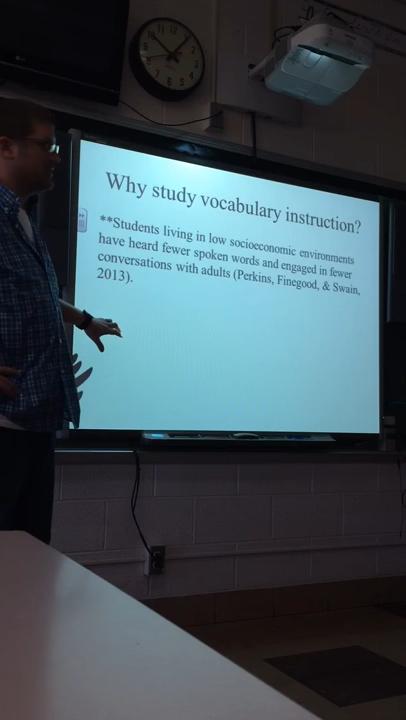 Why study vocabulary instruction?
**Students living in low socioeconomic environments
have heard fewer spoken words and engaged in fewer
conversations with adults (Perkins, Finegood, & Swain,
2013).